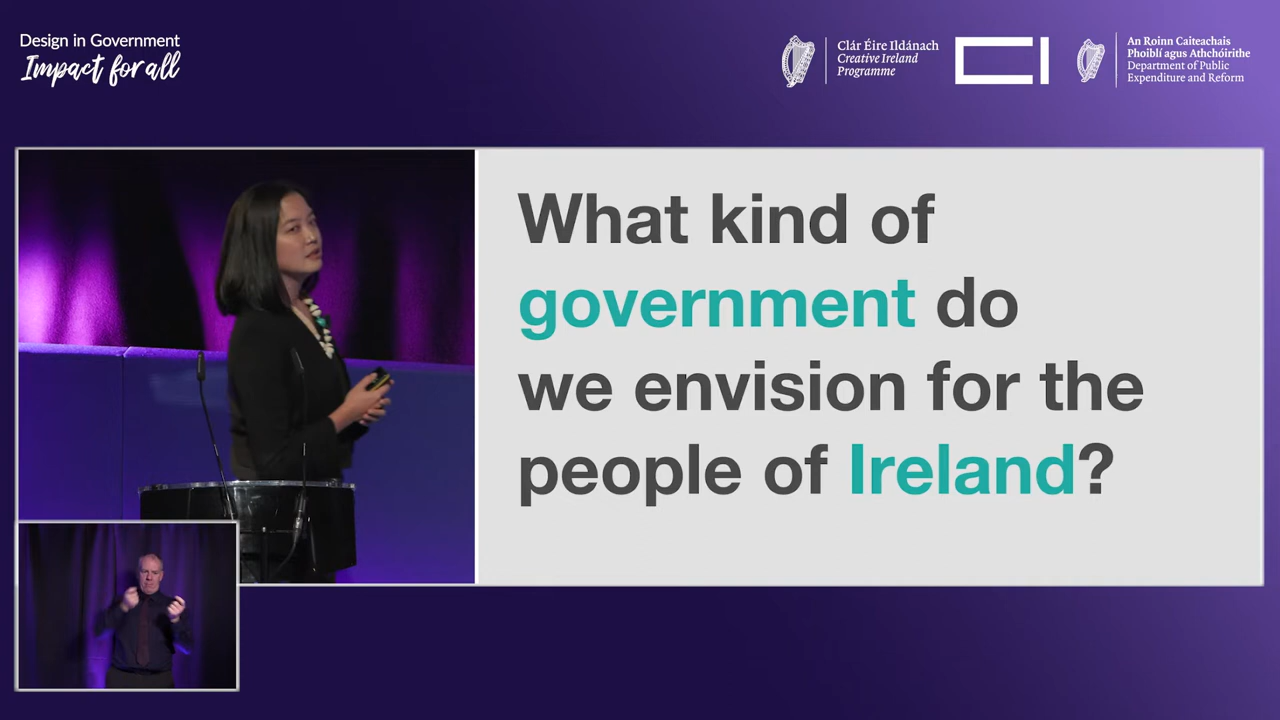 Design in Government
Impact for all
Clár Éire Ildánach
Creative Ireland
Programme
CI
An Roinn Caiteachais
Phoiblí agus Athchóirithe
Department of Public
Expenditure and Reform
What kind of
government do
we envision for the
people of Ireland?